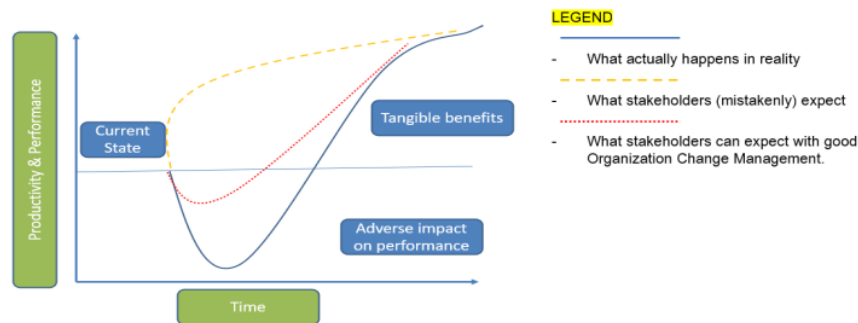 LEGEND
- What actually happens in reality
- What stakeholders (mistakenly) expect
- What stakeholders can expect with good
Organization Change Management.
Productivity & Performance
Current
State
Tangible benefits
Adverse impact
on performance
Time